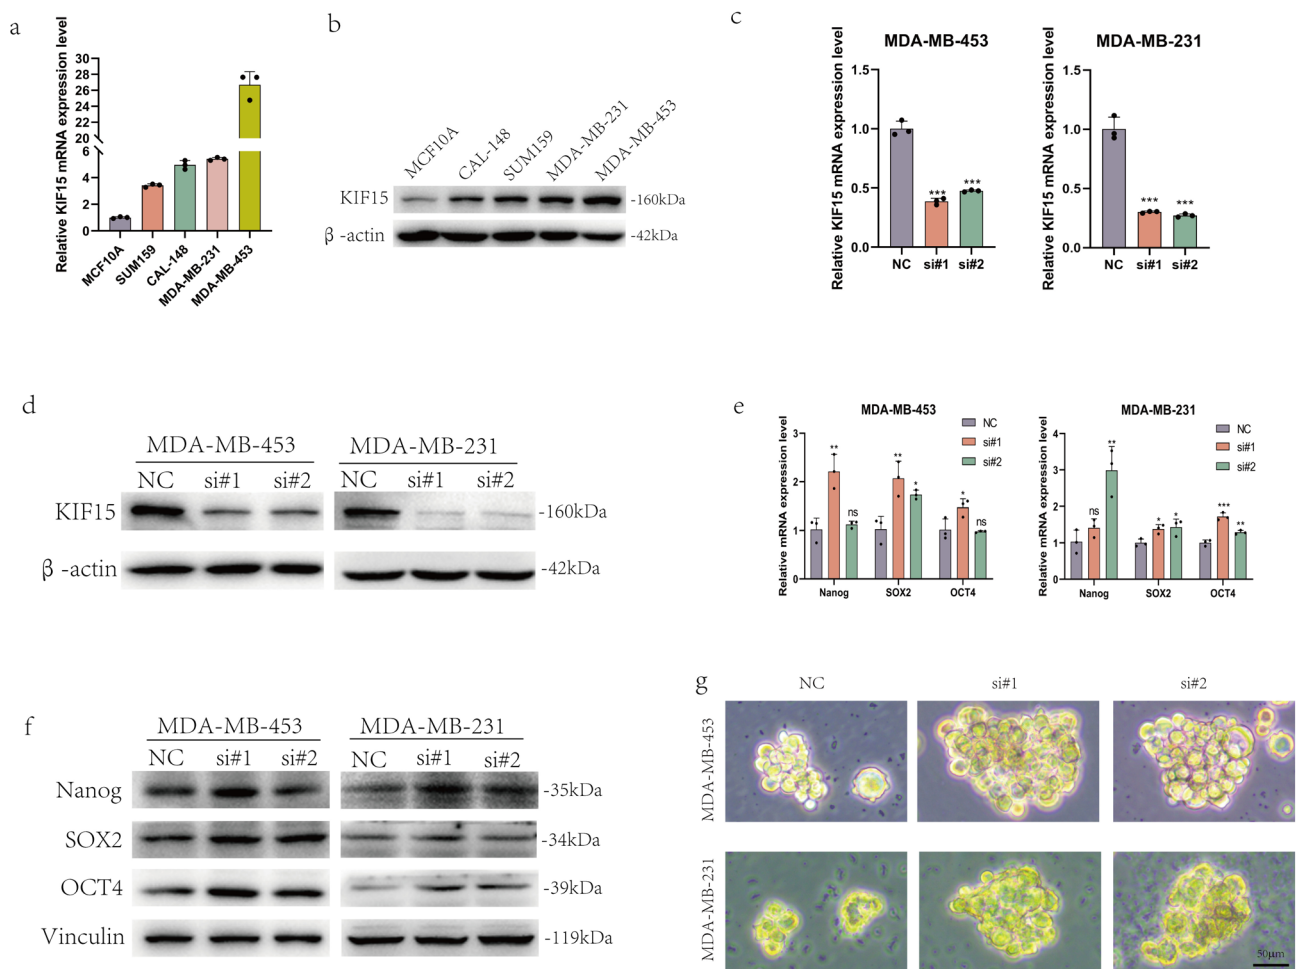 a
Relative KIF15 mRNA expression level
30
28
26
24
22
20
6
4
2
0
MCF10A
SUM159
CAL-148
MDA-MB-231
MDA-MB-453
b
MCF10A
CAL-148
SUM159
MDA-MB-231
MDA-MB-453
KIF15
-160kDa
β -actin
-42kDa
c
MDA-MB-453
Relative KIF15 mRNA expression level
1.5
1.0
0.5
0.0
***
***
NC si#1 si#2
MDA-MB-231
Relative KIF15 mRNA expression level
1.5
1.0
0.5
0.0
***
***
NC si#1 si#2
d
MDA-MB-453
MDA-MB-231
NC si#1 si#2
NC si#1 si#2
KIF15
-160kDa
β -actin
-42kDa
e
MDA-MB-453
Relative mRNA expression level
3
2
1
0
NC
si#1
si#2
**
**
*
*
ns
Nanog SOX2 OCT4
MDA-MB-231
Relative mRNA expression level
4
3
2
1
0
NC
si#1
si#2
ns
**
*
*
***
**
Nanog SOX2 OCT4
f
MDA-MB-453
MDA-MB-231
NC si#1 si#2
NC si#1 si#2
Nanog
-35kDa
SOX2
-34kDa
OCT4
-39kDa
Vinculin
-119kDa
g
NC si#1 si#2
MDA-MB-453
MDA-MB-231
50μm